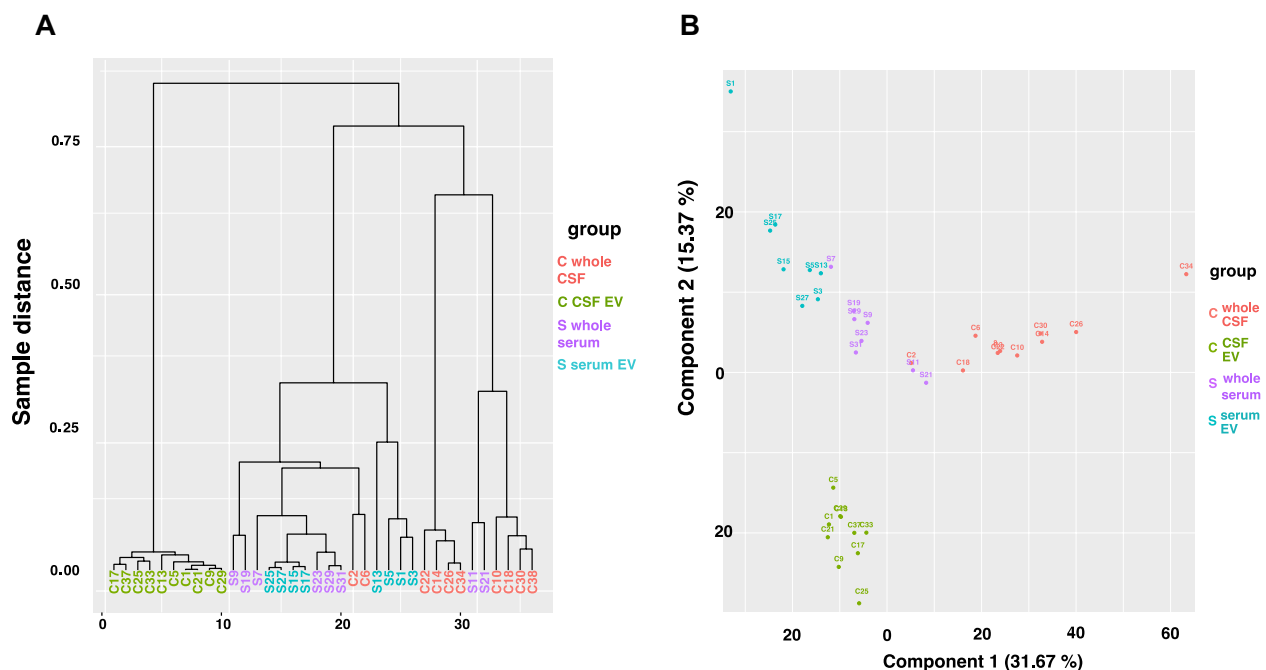 A
B
Sample distance
0.75
0.50
0.25
0.00
C17
C37
C25
C33
C13
C5
C1
C21
C9
C29
S9
S19
S7
S25
S27
S15
S17
S23
S29
S31
C2
C6
S13
S5
S1
S3
C22
C14
C26
C34
S11
S21
C10
C18
C30
C38
0
10
20
30
group
C whole
CSF
C CSF EV
S whole
serum
S serum EV
Component 2 (15.37 %)
20
0
20
S1
S17
S15
S5
S13
S7
S27
S3
S19
S9
S23
S31
C2
S11
S21
C6
C18
C10
C30
C26
C34
C5
C1
C21
C37
C33
C17
C9
C25
20
0
20
40
60
Component 1 (31.67 %)
group
C whole
CSF
C CSF
EV
S whole
serum
S serum
EV